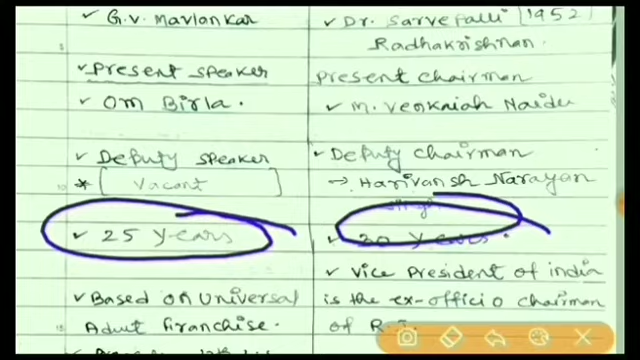 ✓ G.V. Mavlankar
✓ Dr. Sarvepalli (1952)
Radhakrishnan.
✓ Present speaker
Present chairman
✓ Om Birla.
✓ M. Venkaiah Naidu
✓ Deputy speaker
✓ Deputy chairman
* [ Vacant ]
→ Harivansh Narayan
✓ 25 years
✓ 30 years.
✓ Vice President of india
✓ Based on Universal
is the ex-officio chairman
Adult Franchise.
of R.S.